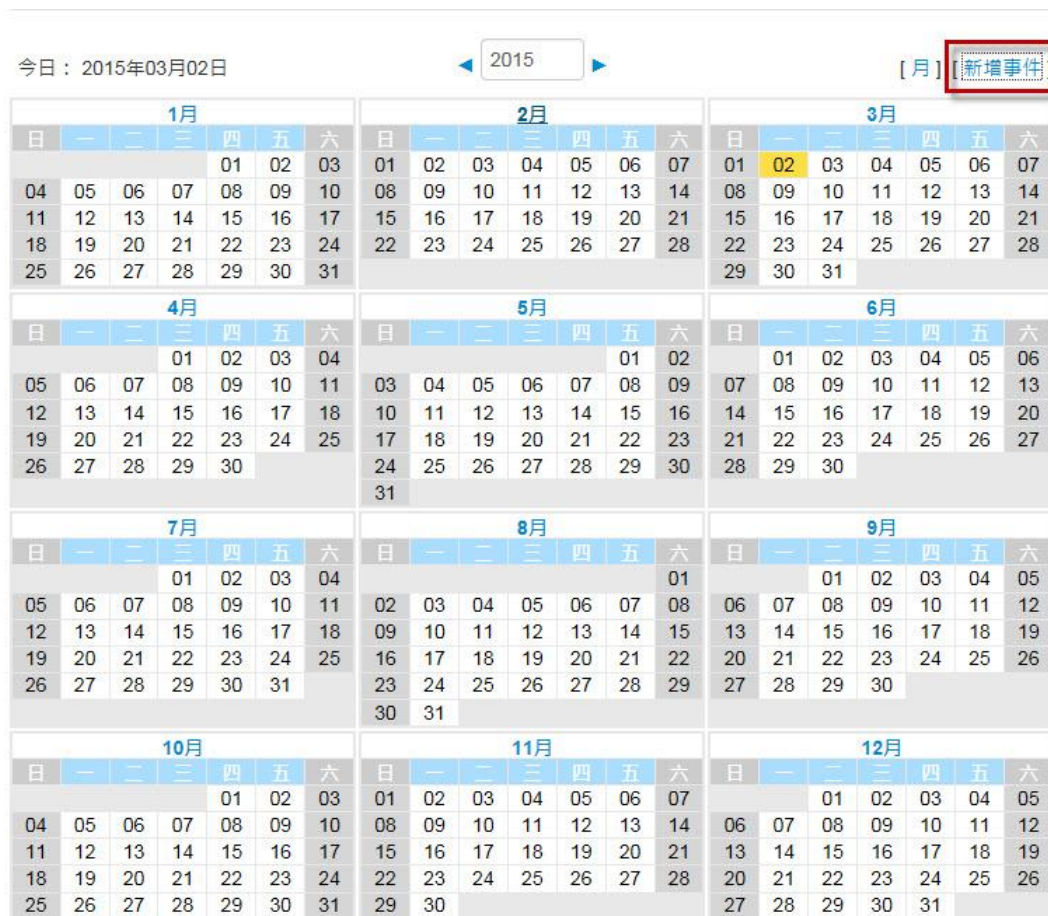 今日： 2015年03月02日 ◀ 2015 ▶ [ 月 ] [ 新增事件 ]
1月 2月 3月
日 一 二 三 四 五 六 日 一 二 三 四 五 六 日 一 二 三 四 五 六
01 02 03 01 02 03 04 05 06 07 01 02 03 04 05 06 07
04 05 06 07 08 09 10 08 09 10 11 12 13 14 08 09 10 11 12 13 14
11 12 13 14 15 16 17 15 16 17 18 19 20 21 15 16 17 18 19 20 21
18 19 20 21 22 23 24 22 23 24 25 26 27 28 22 23 24 25 26 27 28
25 26 27 28 29 30 31 29 30 31
4月 5月 6月
日 一 二 三 四 五 六 日 一 二 三 四 五 六 日 一 二 三 四 五 六
01 02 03 04 01 02 01 02 03 04 05 06
05 06 07 08 09 10 11 03 04 05 06 07 08 09 07 08 09 10 11 12 13
12 13 14 15 16 17 18 10 11 12 13 14 15 16 14 15 16 17 18 19 20
19 20 21 22 23 24 25 17 18 19 20 21 22 23 21 22 23 24 25 26 27
26 27 28 29 30 24 25 26 27 28 29 30 28 29 30
31
7月 8月 9月
日 一 二 三 四 五 六 日 一 二 三 四 五 六 日 一 二 三 四 五 六
01 02 03 04 01 01 02 03 04 05
05 06 07 08 09 10 11 02 03 04 05 06 07 08 06 07 08 09 10 11 12
12 13 14 15 16 17 18 09 10 11 12 13 14 15 13 14 15 16 17 18 19
19 20 21 22 23 24 25 16 17 18 19 20 21 22 20 21 22 23 24 25 26
26 27 28 29 30 31 23 24 25 26 27 28 29 27 28 29 30
30 31
10月 11月 12月
日 一 二 三 四 五 六 日 一 二 三 四 五 六 日 一 二 三 四 五 六
01 02 03 01 02 03 04 05 06 07 01 02 03 04 05
04 05 06 07 08 09 10 08 09 10 11 12 13 14 06 07 08 09 10 11 12
11 12 13 14 15 16 17 15 16 17 18 19 20 21 13 14 15 16 17 18 19
18 19 20 21 22 23 24 22 23 24 25 26 27 28 20 21 22 23 24 25 26
25 26 27 28 29 30 31 29 30 27 28 29 30 31